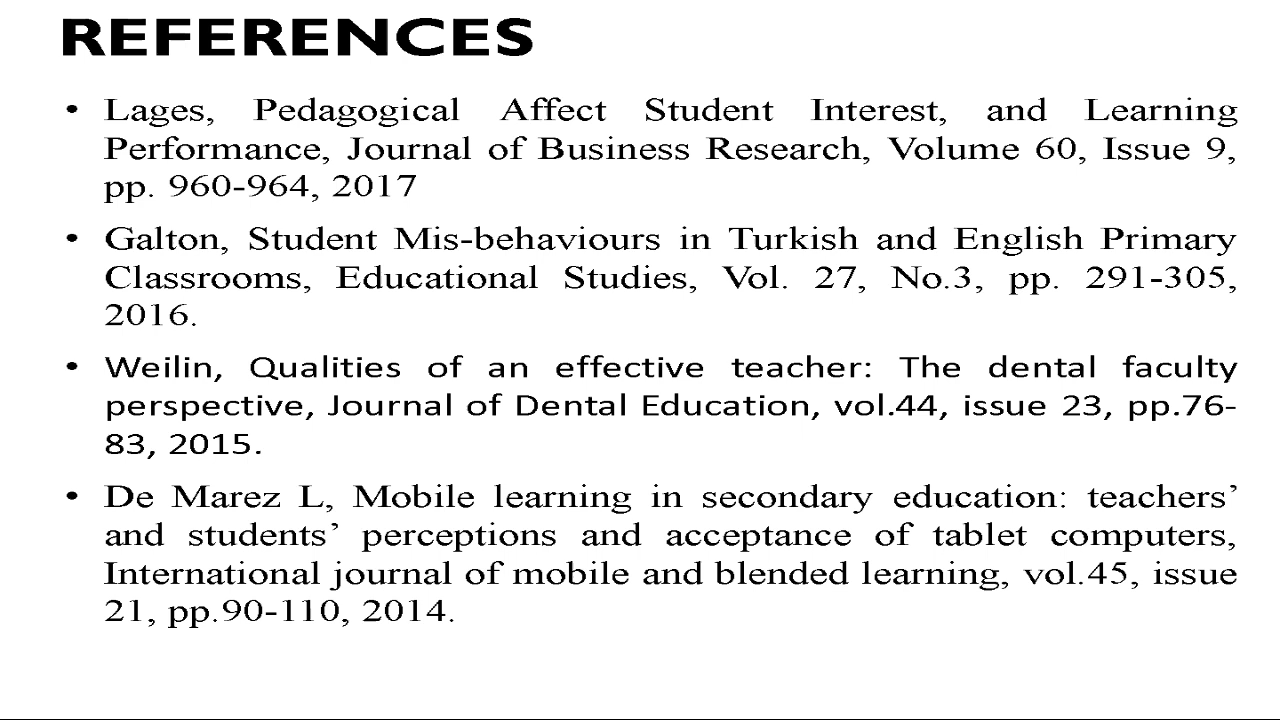 REFERENCES
• Lages, Pedagogical Affect Student Interest, and Learning
Performance, Journal of Business Research, Volume 60, Issue 9,
pp. 960-964, 2017
• Galton, Student Mis-behaviours in Turkish and English Primary
Classrooms, Educational Studies, Vol. 27, No.3, pp. 291-305,
2016.
• Weilin, Qualities of an effective teacher: The dental faculty
perspective, Journal of Dental Education, vol.44, issue 23, pp.76-
83, 2015.
• De Marez L, Mobile learning in secondary education: teachers’
and students’ perceptions and acceptance of tablet computers,
International journal of mobile and blended learning, vol.45, issue
21, pp.90-110, 2014.